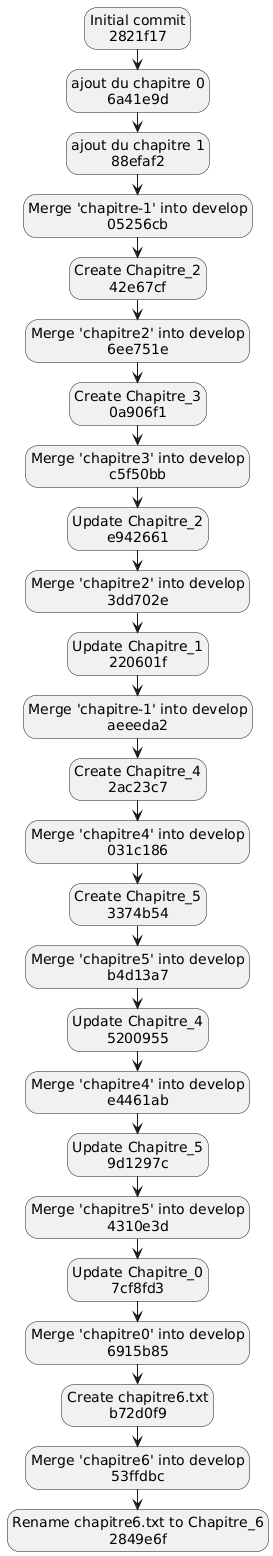 Initial commit
2821f17
ajout du chapitre 0
6a41e9d
ajout du chapitre 1
88efaf2
Merge 'chapitre-1' into develop
05256cb
Create Chapitre_2
42e67cf
Merge 'chapitre2' into develop
6ee751e
Create Chapitre_3
0a906f1
Merge 'chapitre3' into develop
c5f50bb
Update Chapitre_2
e942661
Merge 'chapitre2' into develop
3dd702e
Update Chapitre_1
220601f
Merge 'chapitre-1' into develop
aeeeda2
Create Chapitre_4
2ac23c7
Merge 'chapitre4' into develop
031c186
Create Chapitre_5
3374b54
Merge 'chapitre5' into develop
b4d13a7
Update Chapitre_4
5200955
Merge 'chapitre4' into develop
e4461ab
Update Chapitre_5
9d1297c
Merge 'chapitre5' into develop
4310e3d
Update Chapitre_0
7cf8fd3
Merge 'chapitre0' into develop
6915b85
Create chapitre6.txt
b72d0f9
Merge 'chapitre6' into develop
53ffdbc
Rename chapitre6.txt to Chapitre_6
2849e6f